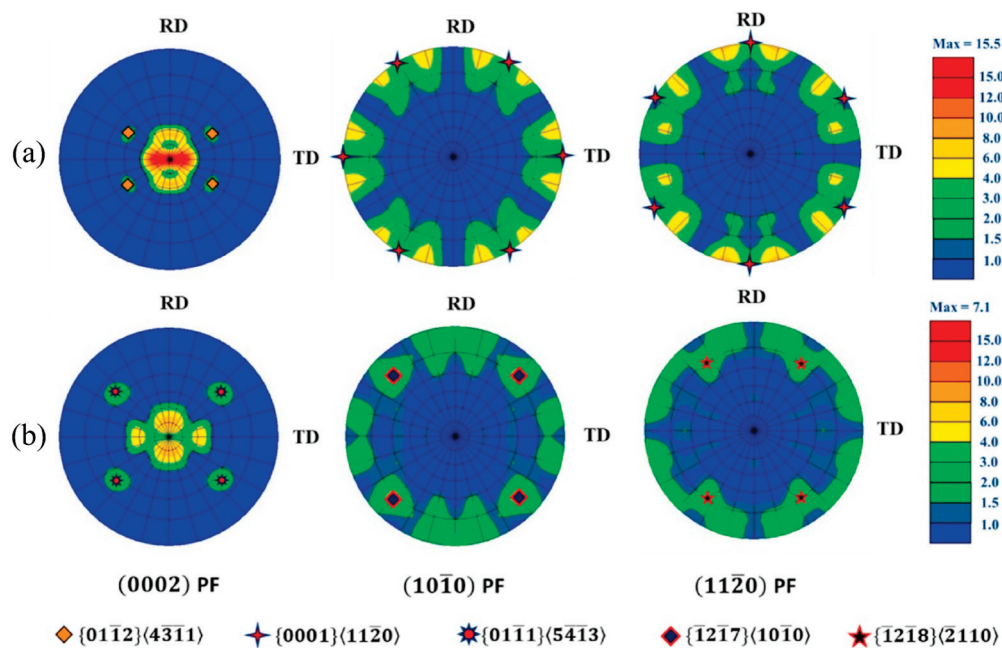 (a)
RD
TD
RD
TD
RD
TD
Max = 15.5
15.0
12.0
10.0
8.0
6.0
4.0
3.0
2.0
1.5
1.0
(b)
RD
TD
RD
TD
RD
TD
Max = 7.1
15.0
12.0
10.0
8.0
6.0
4.0
3.0
2.0
1.5
1.0
(0002) PF
(101̅0) PF
(112̅0) PF
{011̅2}⟨43̅1̅1⟩ {0001}⟨112̅0⟩ {011̅1}⟨54̅1̅3⟩ {1̅21̅7}⟨101̅0⟩ {1̅21̅8}⟨2̅110⟩